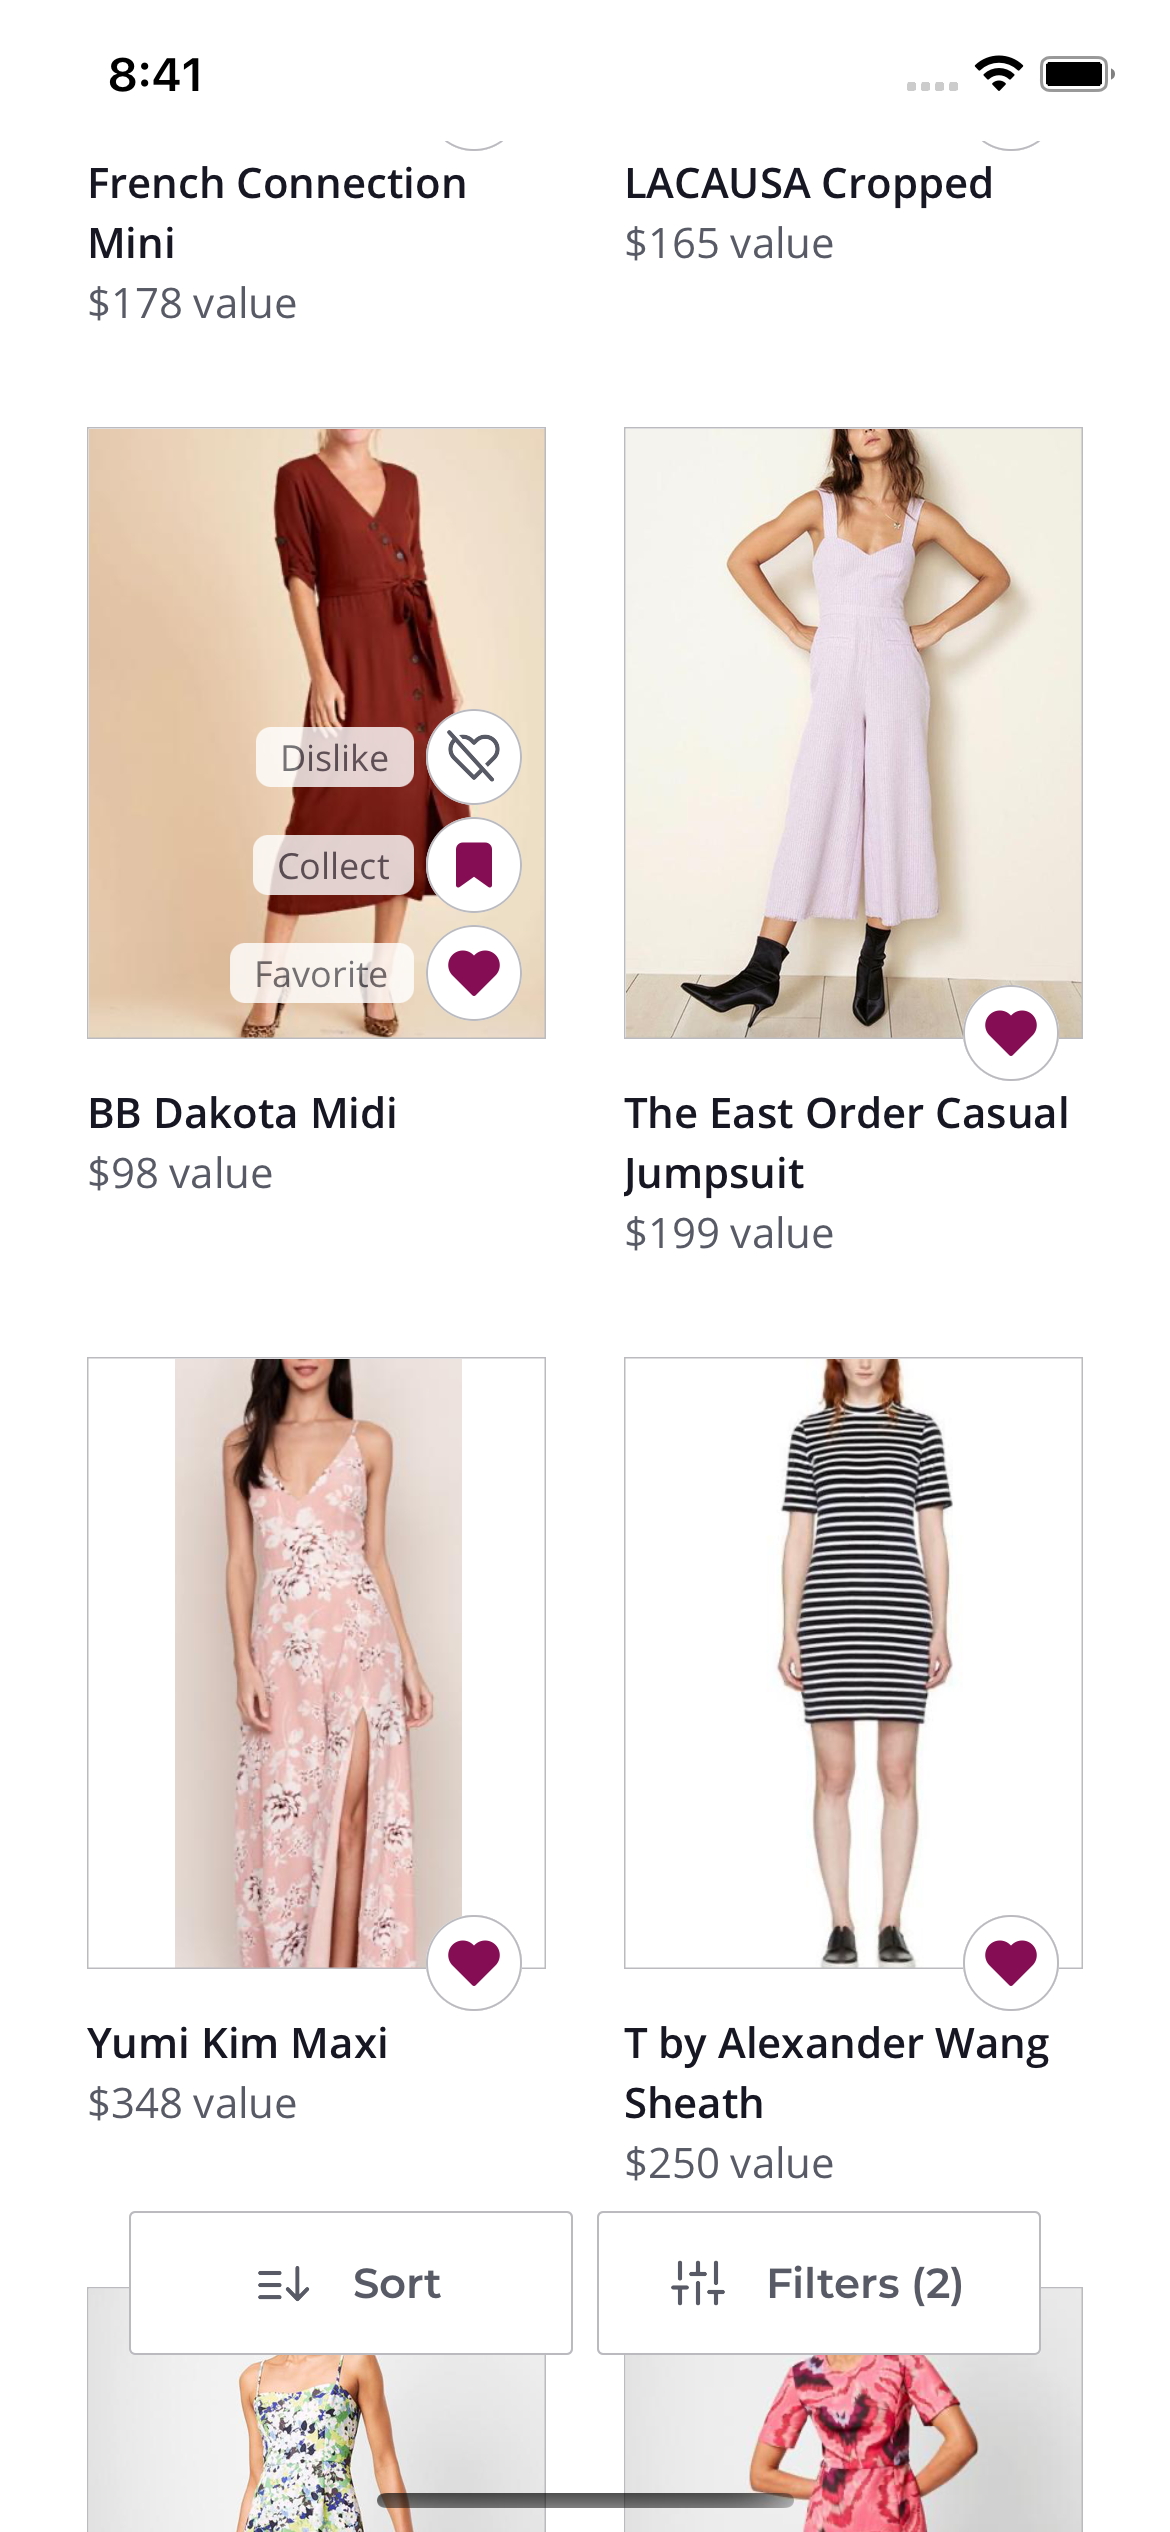 8:41
French Connection
Mini
$178 value
LACAUSA Cropped
$165 value
Dislike
Collect
Favorite
BB Dakota Midi
$98 value
The East Order Casual
Jumpsuit
$199 value
Yumi Kim Maxi
$348 value
T by Alexander Wang
Sheath
$250 value
Sort
Filters (2)